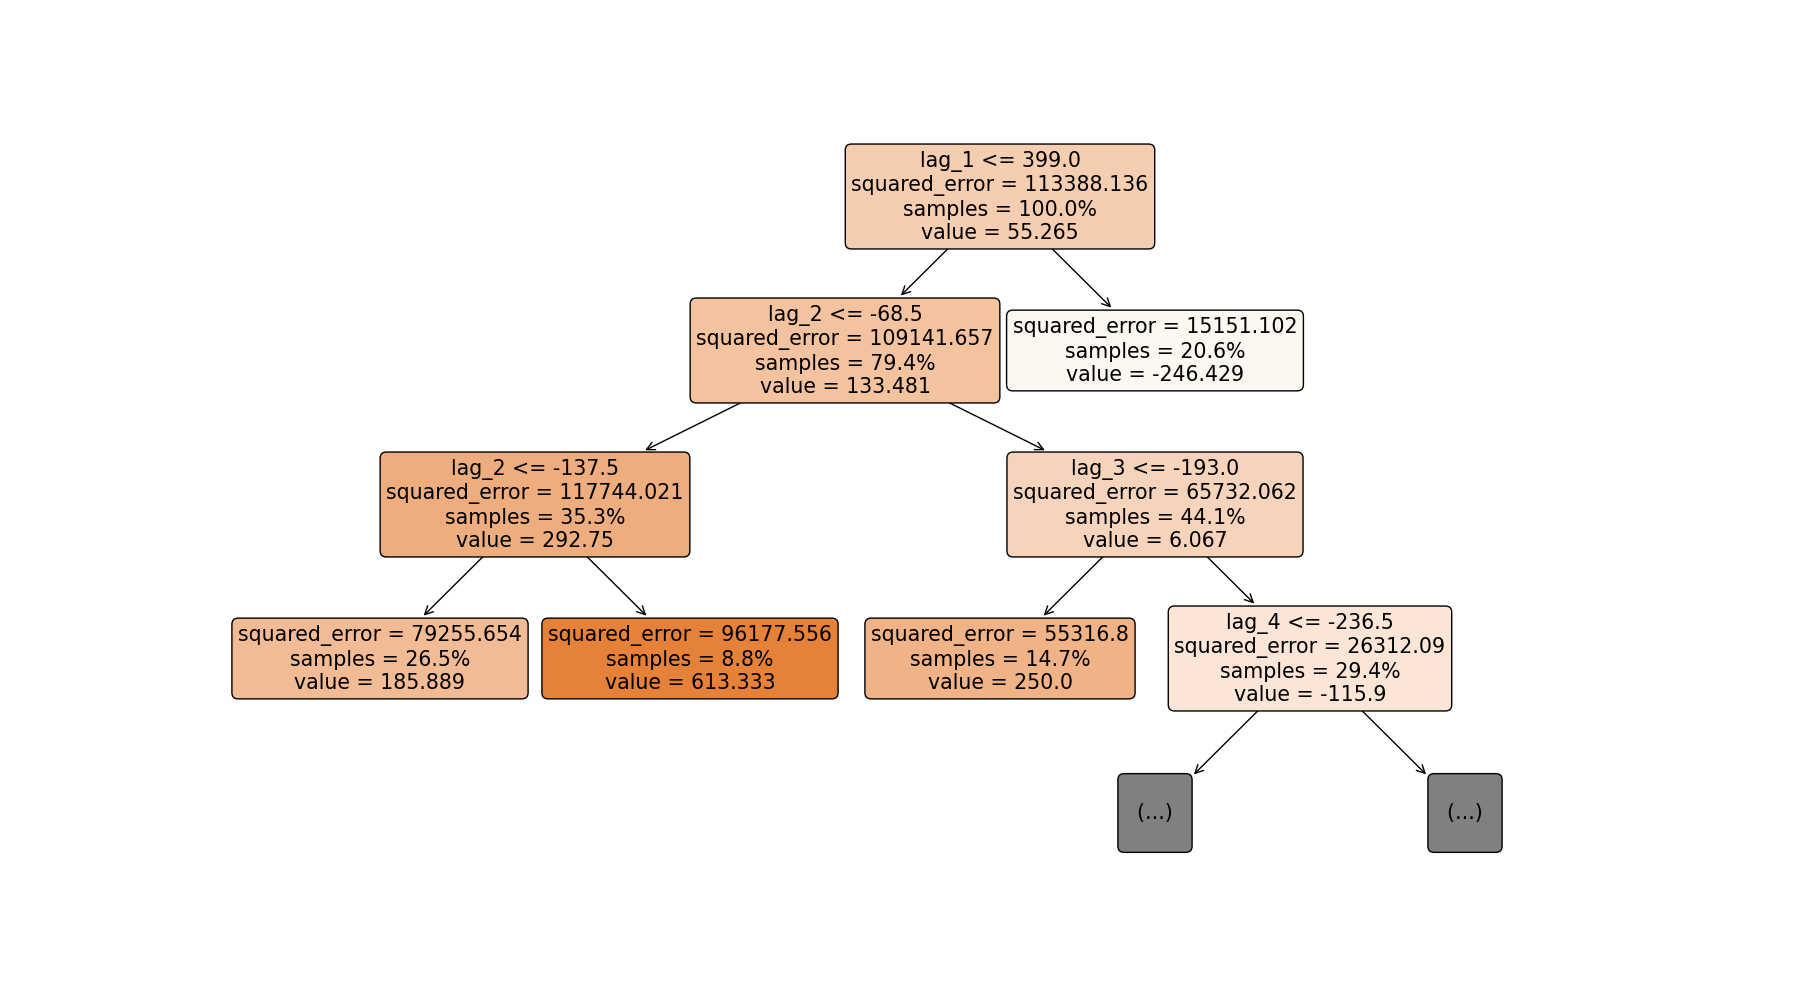 lag_1 <= 399.0
squared_error = 113388.136
samples = 100.0%
value = 55.265
lag_2 <= -68.5
squared_error = 109141.657
samples = 79.4%
value = 133.481
squared_error = 15151.102
samples = 20.6%
value = -246.429
lag_2 <= -137.5
squared_error = 117744.021
samples = 35.3%
value = 292.75
lag_3 <= -193.0
squared_error = 65732.062
samples = 44.1%
value = 6.067
squared_error = 79255.654
samples = 26.5%
value = 185.889
squared_error = 96177.556
samples = 8.8%
value = 613.333
squared_error = 55316.8
samples = 14.7%
value = 250.0
lag_4 <= -236.5
squared_error = 26312.09
samples = 29.4%
value = -115.9
(...)
(...)